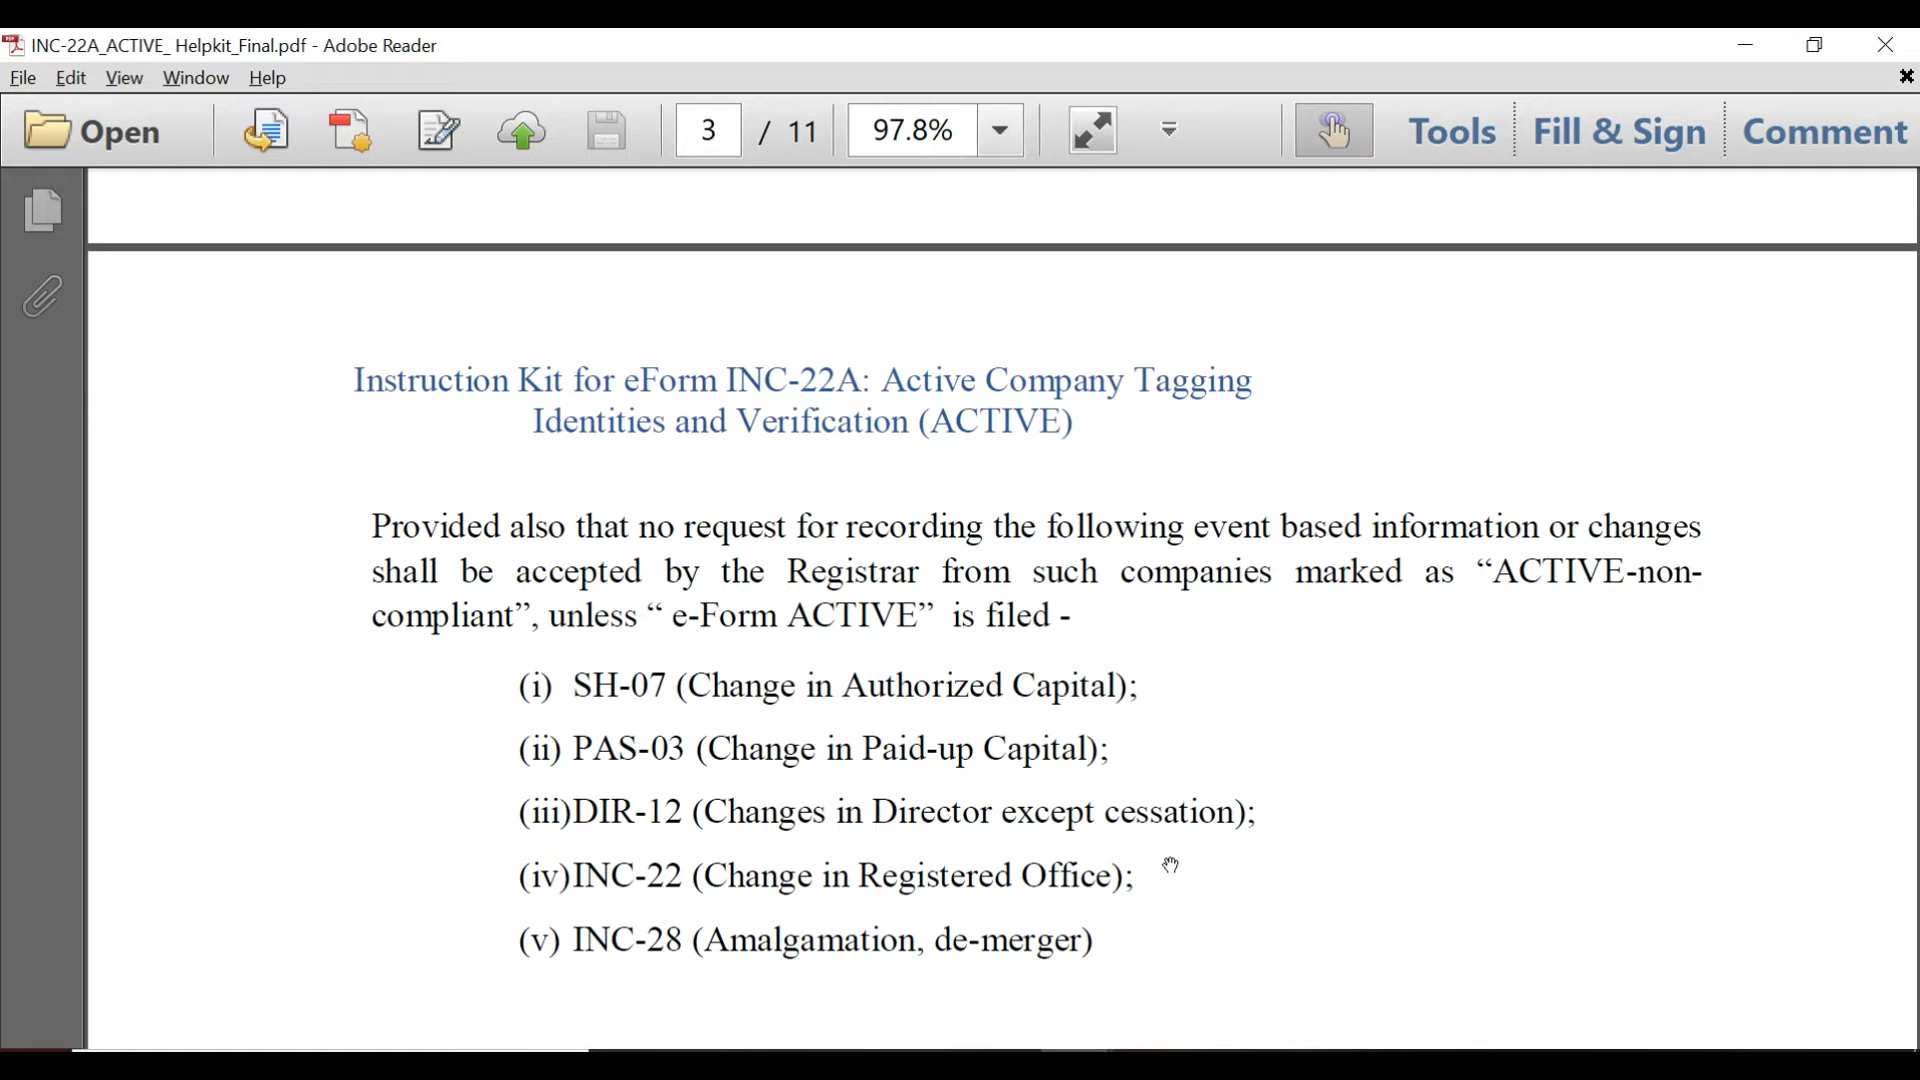 INC-22A_ACTIVE_ Helpkit_Final.pdf - Adobe Reader
File Edit View Window Help
Open 3 / 11 97.8% Tools Fill & Sign Comment
Instruction Kit for eForm INC-22A: Active Company Tagging
Identities and Verification (ACTIVE)
Provided also that no request for recording the following event based information or changes
shall be accepted by the Registrar from such companies marked as “ACTIVE-non-
compliant”, unless “ e-Form ACTIVE” is filed -
(i) SH-07 (Change in Authorized Capital);
(ii) PAS-03 (Change in Paid-up Capital);
(iii)DIR-12 (Changes in Director except cessation);
(iv)INC-22 (Change in Registered Office);
(v) INC-28 (Amalgamation, de-merger)